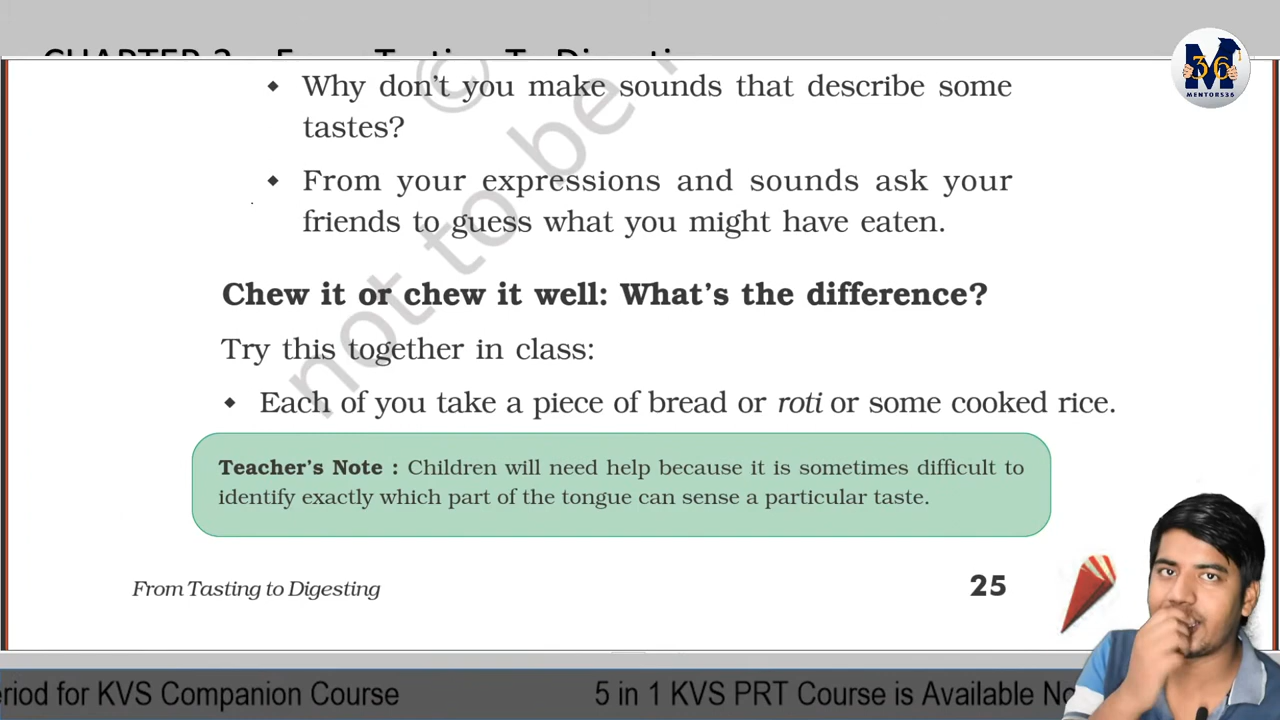 CHAPTER 3 – From Tasting To Digesting
36
MENTORS36
◆ Why don't you make sounds that describe some
tastes?
◆ From your expressions and sounds ask your
friends to guess what you might have eaten.
Chew it or chew it well: What's the difference?
Try this together in class:
◆ Each of you take a piece of bread or roti or some cooked rice.
Teacher's Note : Children will need help because it is sometimes difficult to
identify exactly which part of the tongue can sense a particular taste.
From Tasting to Digesting
25
© not to be
eriod for KVS Companion Course 5 in 1 KVS PRT Course is Available